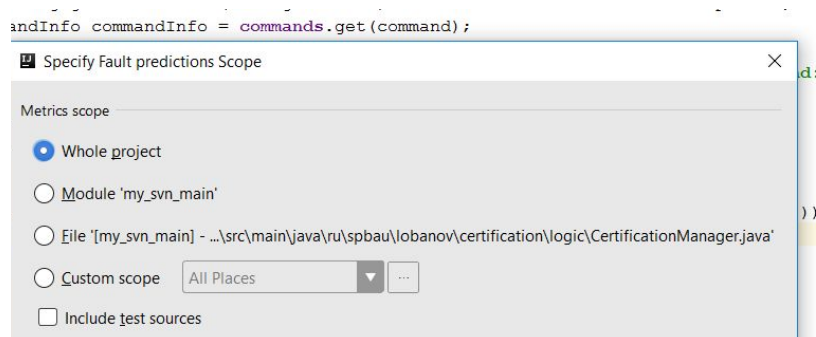 andInfo commandInfo = commands.get(command);
IJ Specify Fault predictions Scope
d:
Metrics scope
Whole project
Module 'my_svn_main'
))
File '[my_svn_main] - ...\src\main\java\ru\spbau\lobanov\certification\logic\CertificationManager.java'
Custom scope All Places ...
Include test sources